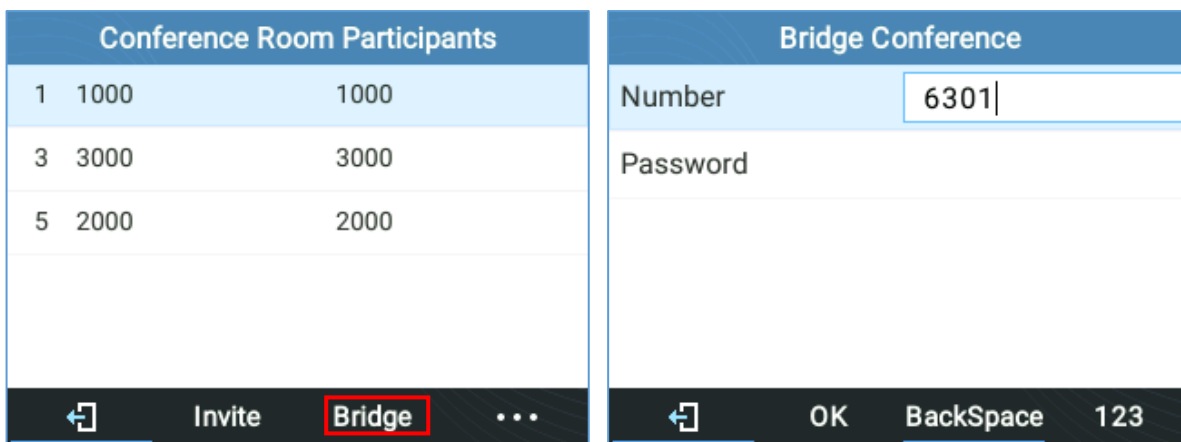 Conference Room Participants
1 1000 1000
3 3000 3000
5 2000 2000
Invite Bridge ...
Bridge Conference
Number 6301
Password
OK BackSpace 123